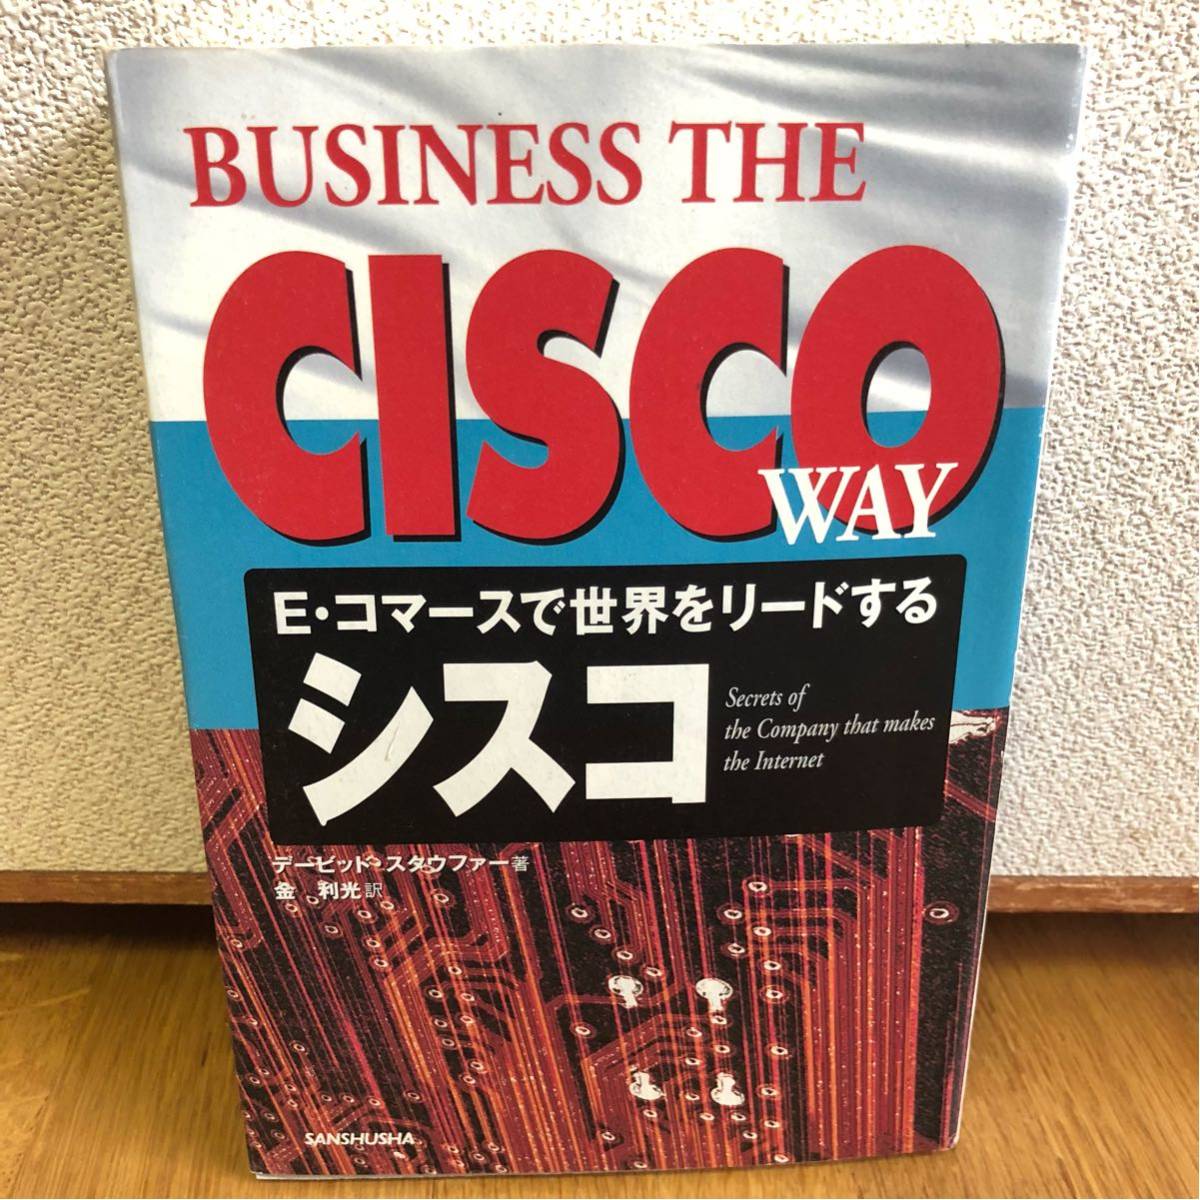 BUSINESS THE
CISCO
WAY
E・コマースで世界をリードする
シスコ
Secrets of
the Company that makes
the Internet
デービッド・スタウファー著
金 利光訳
SANSHUSHA